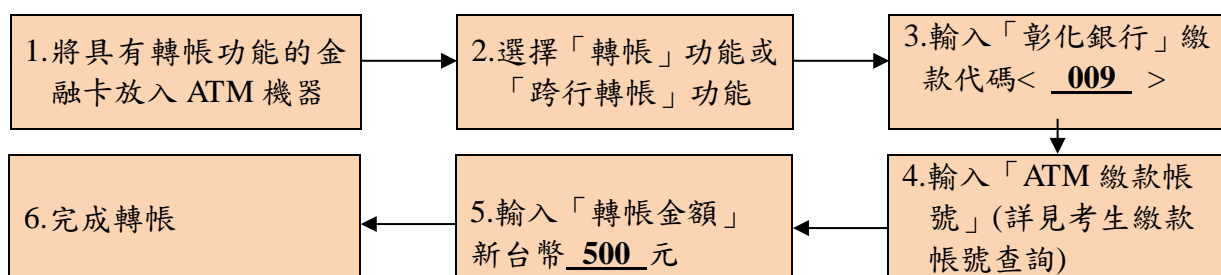 1.將具有轉帳功能的金
融卡放入 ATM 機器
2.選擇「轉帳」功能或
「跨行轉帳」功能
3.輸入「彰化銀行」繳
款代碼< 009 >
4.輸入「ATM 繳款帳
號」(詳見考生繳款
帳號查詢)
5.輸入「轉帳金額」
新台幣 500 元
6.完成轉帳